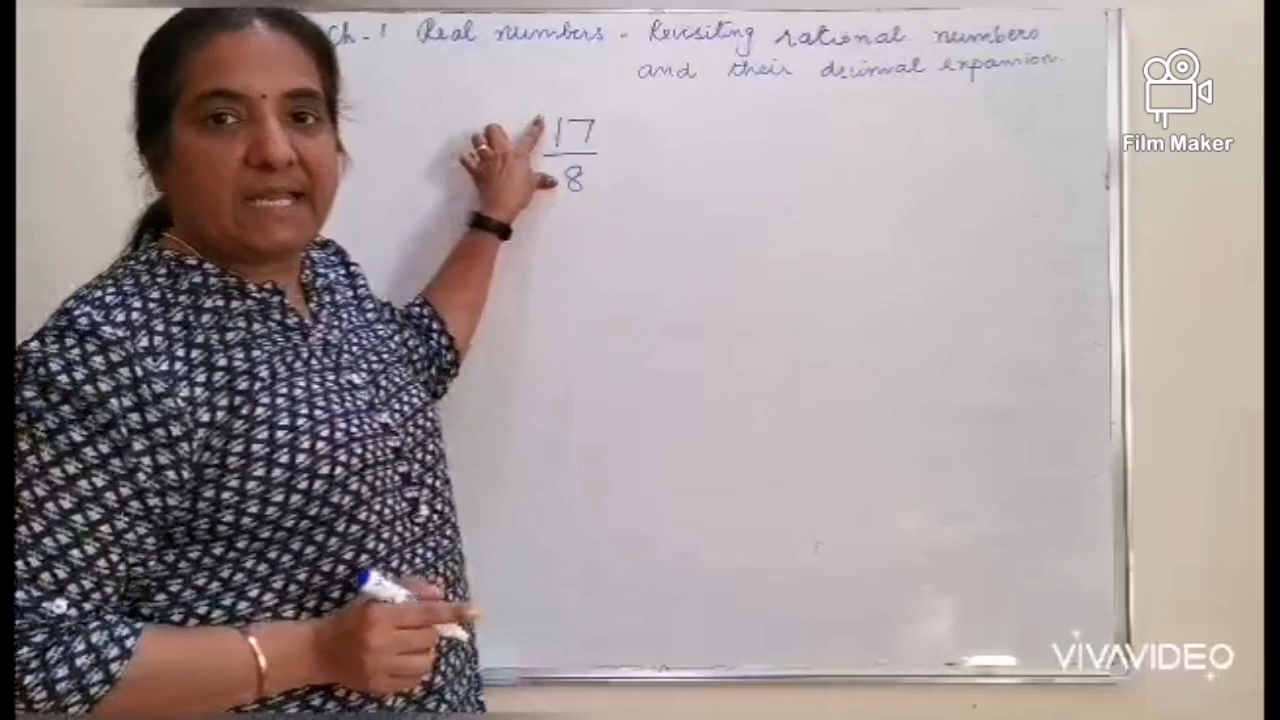 Ch - 1 Real numbers - Revisiting rational numbers
and their decimal expansion.
17
8
Film Maker
VIVAVIDEO